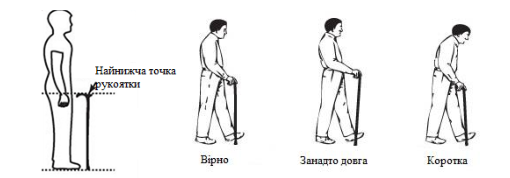 Найнижча точка
рукоятки
Вірно
Занадто довга
Коротка